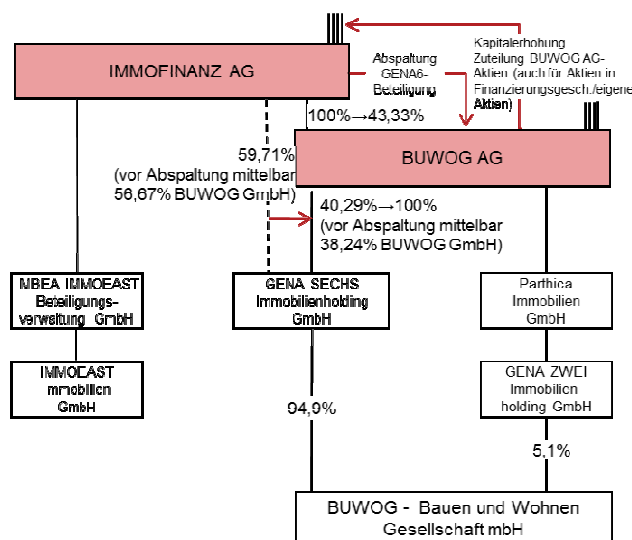 IMMOFINANZ AG
Abspaltung
GENA6-
Beteiligung
Kapitalerhöhung
Zuteilung BUWOG AG-
Aktien (auch für Aktien in
Finanzierungsgesch./eigene
Aktien)
100%→43,33%
BUWOG AG
59,71%
(vor Abspaltung mittelbar
56,67% BUWOG GmbH)
40,29%→100%
(vor Abspaltung mittelbar
38,24% BUWOG GmbH)
MBEA IMMOEAST
Beteiligungs-
verwaltung GmbH
GENA SECHS
Immobilienholding
GmbH
Parthica
Immobilien
GmbH
IMMOEAST
mmobilien
GmbH
GENA ZWEI
Immobilien
holding GmbH
94,9%
5,1%
BUWOG - Bauen und Wohnen
Gesellschaft mbH